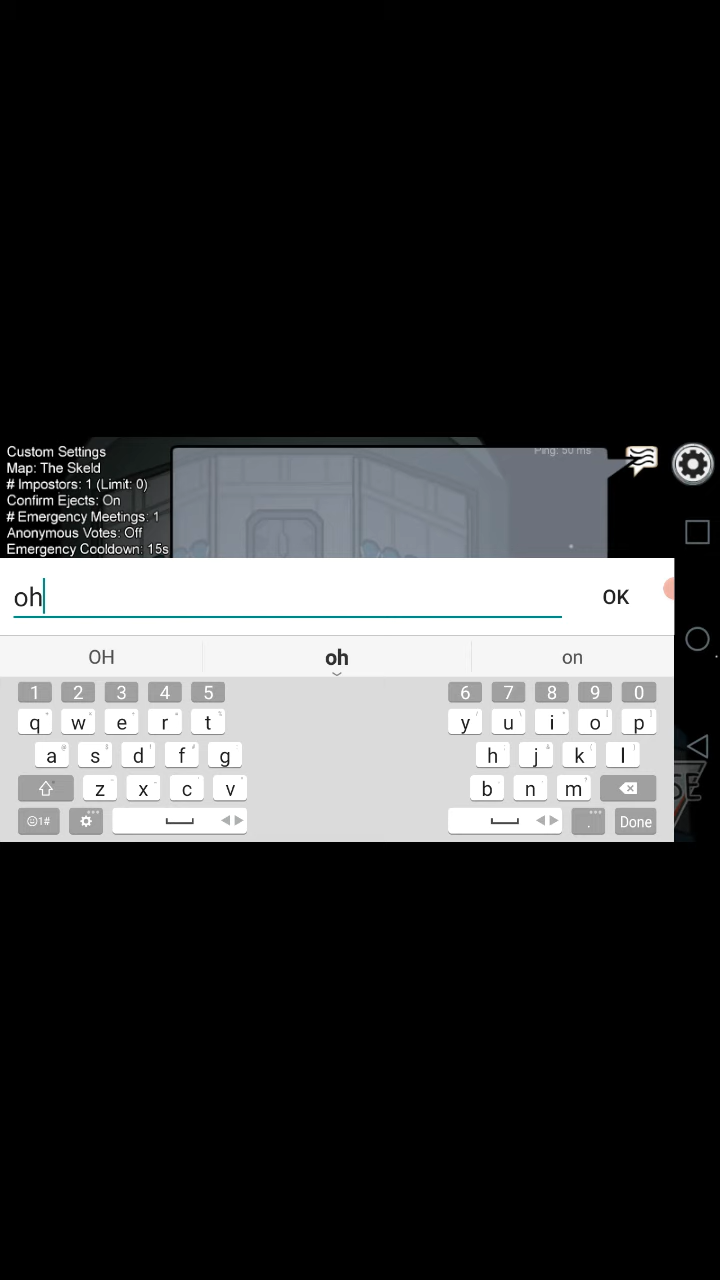 Custom Settings
Map: The Skeld
# Impostors: 1 (Limit: 0)
Confirm Ejects: On
# Emergency Meetings: 1
Anonymous Votes: Off
Emergency Cooldown: 15s
Ping: 50 ms
oh
OK
OH oh on
1 2 3 4 5 6 7 8 9 0
q w e r t y u i o p
a s d f g h j k l
z x c v b n m
1# . Done
SE